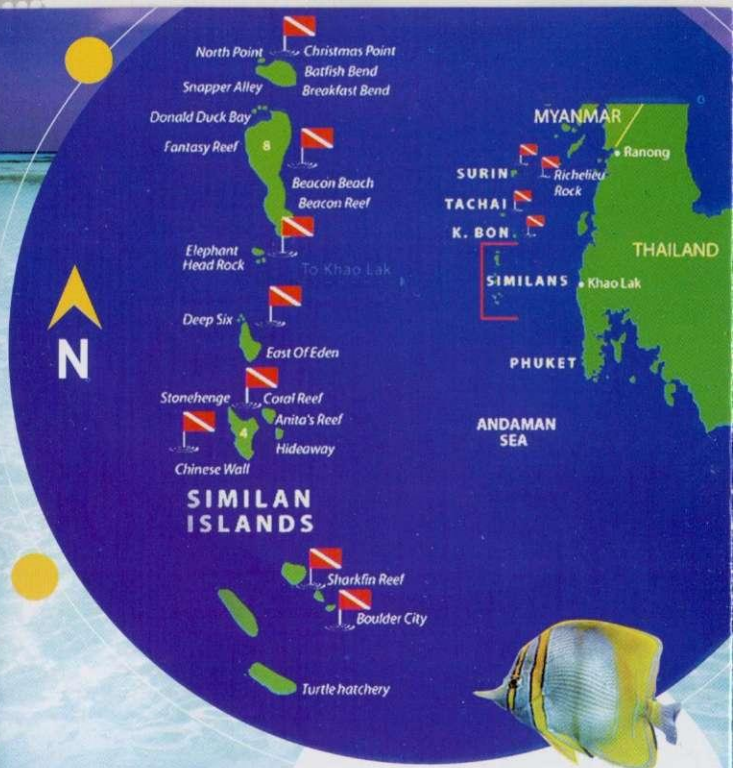 North Point
Christmas Point
Batfish Bend
Snapper Alley
Breakfast Bend
Donald Duck Bay
Fantasy Reef
8
Beacon Beach
Beacon Reef
Elephant
Head Rock
To Khao Lak
Deep Six
East Of Eden
Stonehenge
Coral Reef
Anita's Reef
4
Hideaway
Chinese Wall
SIMILAN
ISLANDS
Sharkfin Reef
Boulder City
Turtle hatchery
N
MYANMAR
Ranong
SURIN
Richelieu
Rock
TACHAI
K. BON
THAILAND
SIMILANS
Khao Lak
PHUKET
ANDAMAN
SEA